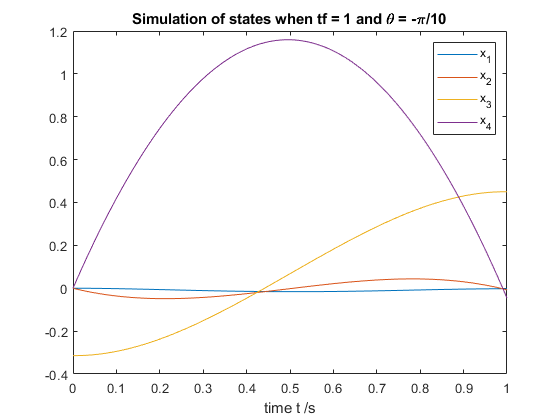 Simulation of states when tf = 1 and θ = -π/10
1.2
1
0.8
0.6
0.4
0.2
0
-0.2
-0.4
x1
x2
x3
x4
0 0.1 0.2 0.3 0.4 0.5 0.6 0.7 0.8 0.9 1
time t /s